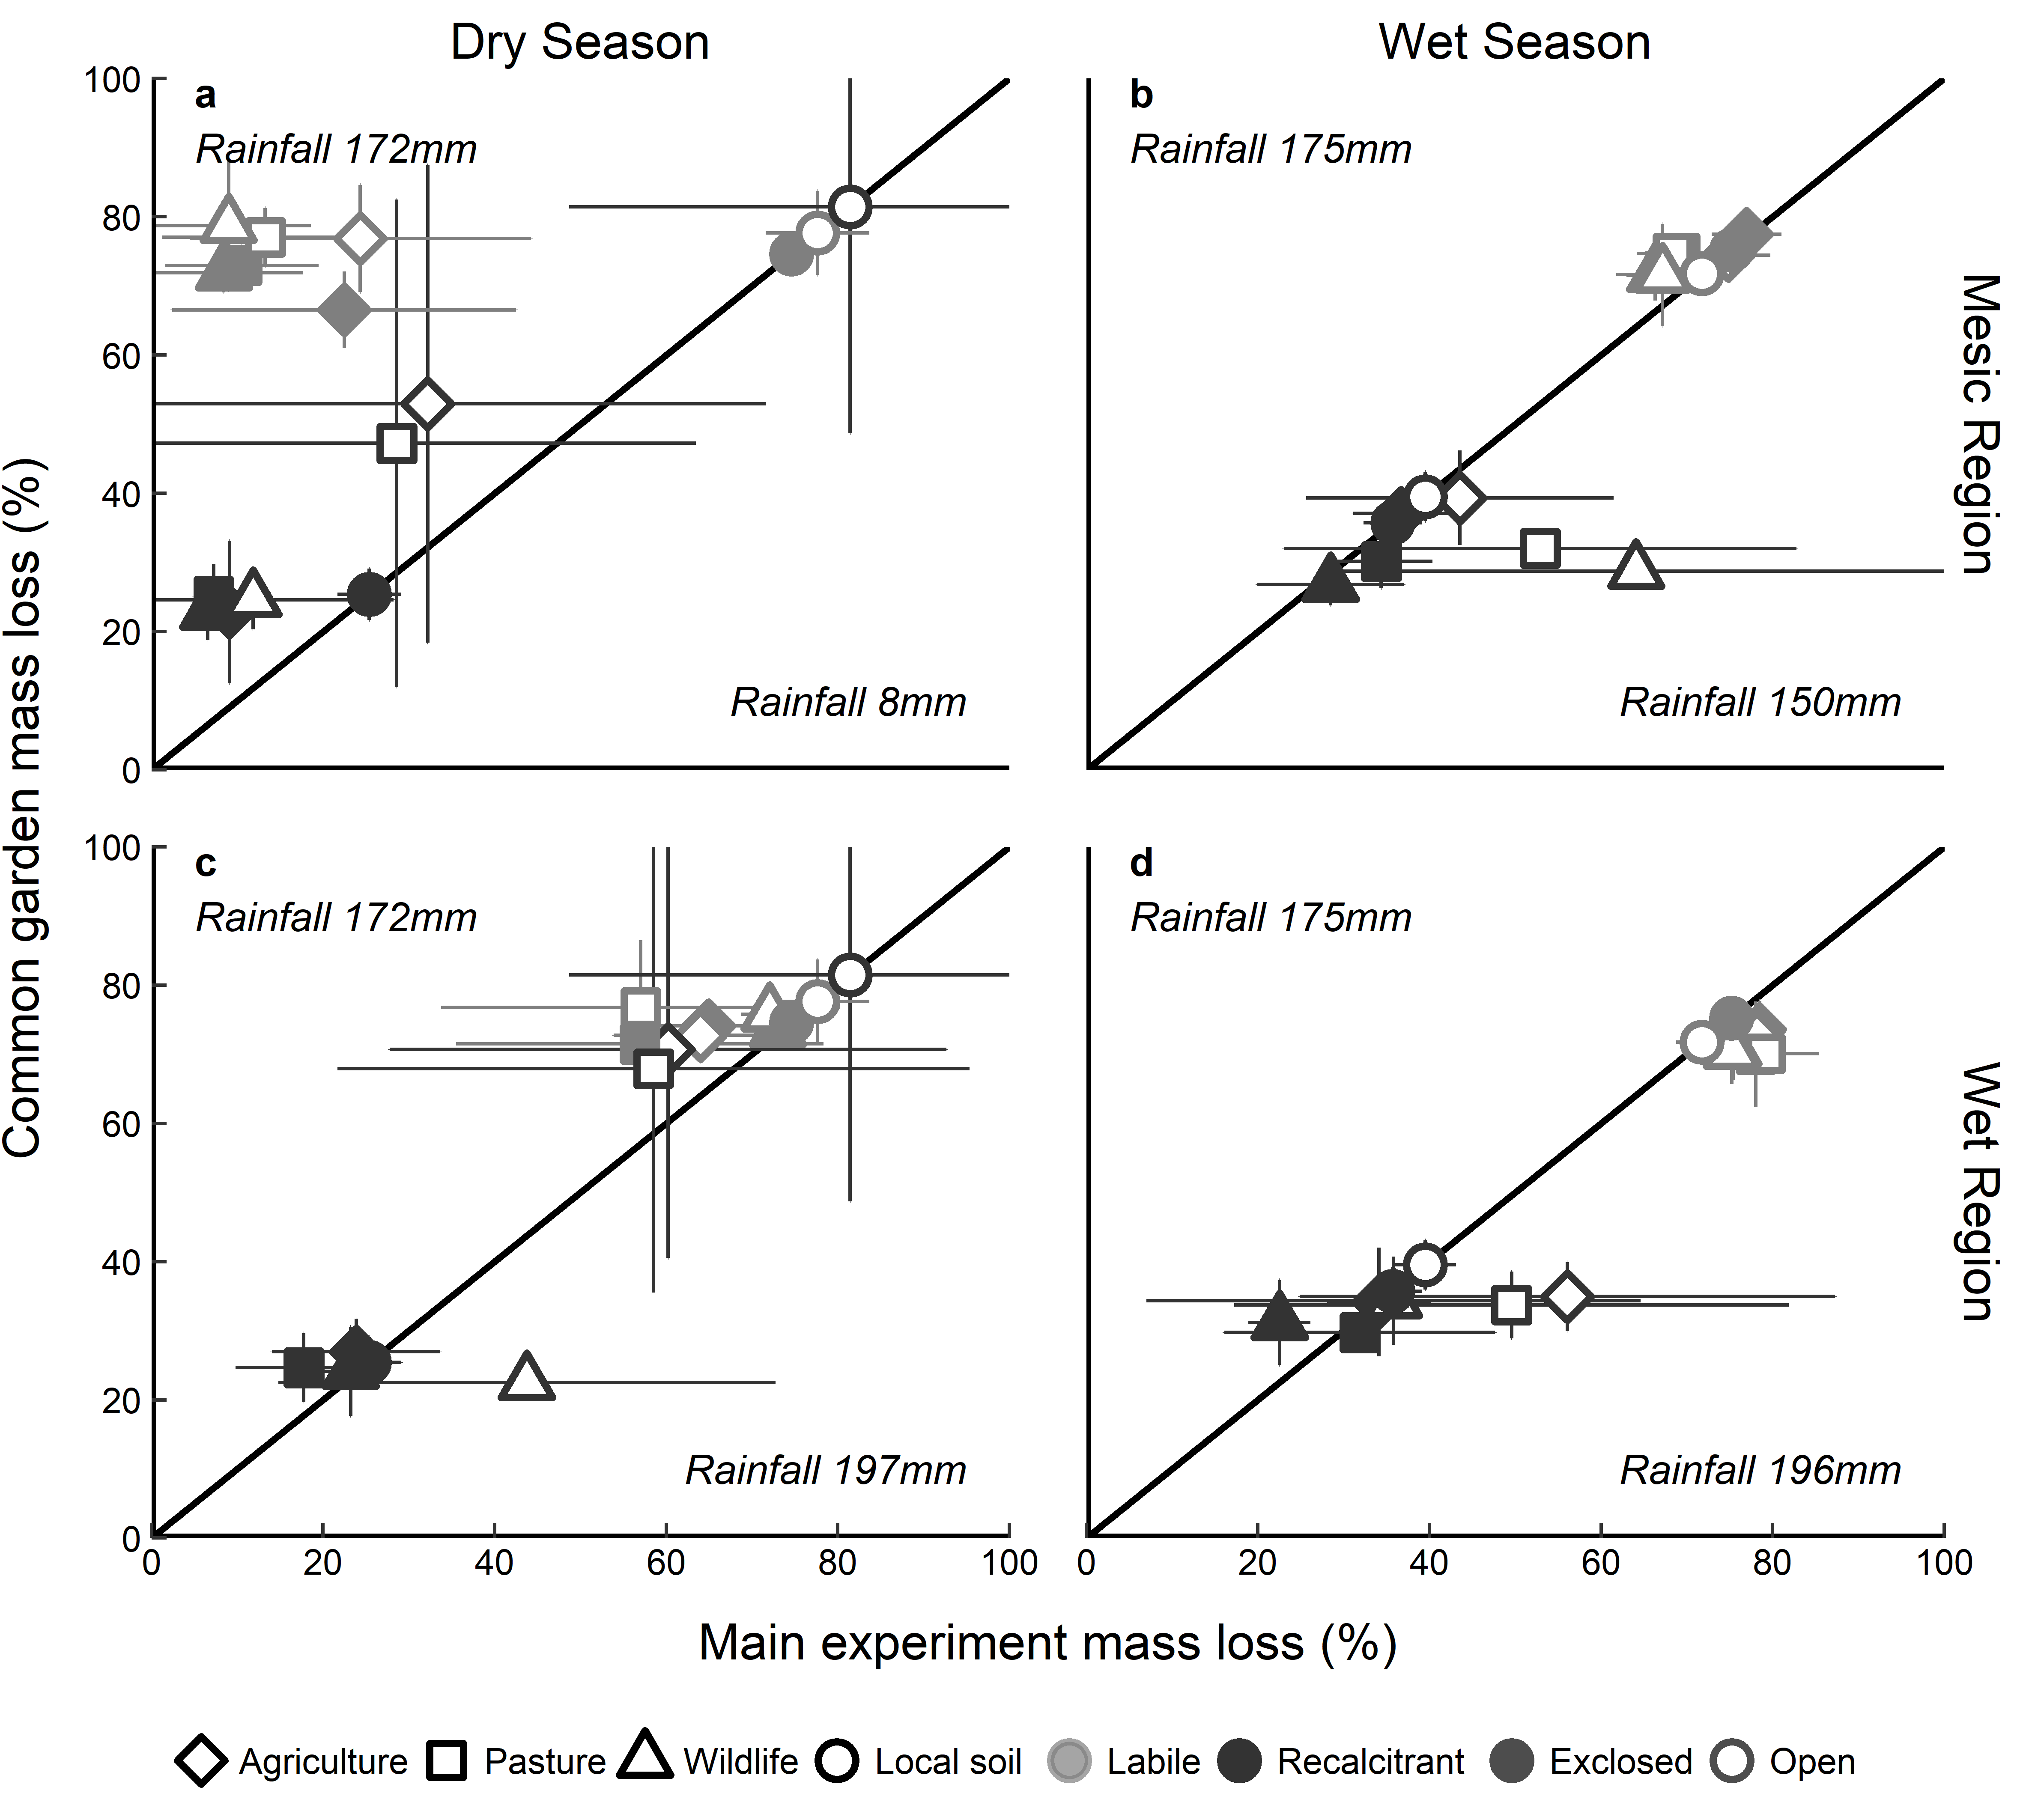 Dry Season
Wet Season
100
80
60
40
20
0
a
Rainfall 172mm
Rainfall 8mm
b
Rainfall 175mm
Rainfall 150mm
Mesic Region
Common garden mass loss (%)
100
80
60
40
20
0
c
Rainfall 172mm
Rainfall 197mm
d
Rainfall 175mm
Rainfall 196mm
Wet Region
0 20 40 60 80 100
0 20 40 60 80 100
Main experiment mass loss (%)
Agriculture Pasture Wildlife Local soil Labile Recalcitrant Exclosed Open